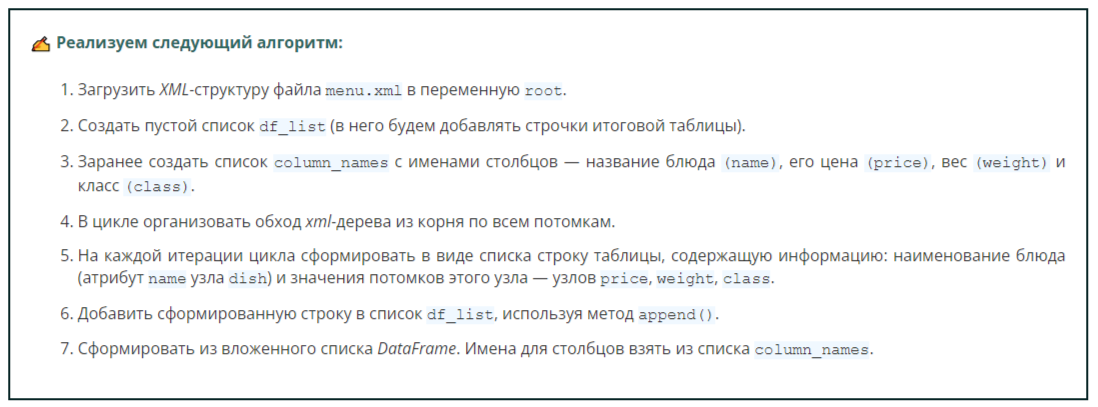 Реализуем следующий алгоритм:
1. Загрузить XML-структуру файла menu.xml в переменную root.
2. Создать пустой список df_list (в него будем добавлять строчки итоговой таблицы).
3. Заранее создать список column_names с именами столбцов — название блюда (name), его цена (price), вес (weight) и
класс (class).
4. В цикле организовать обход xml-дерева из корня по всем потомкам.
5. На каждой итерации цикла сформировать в виде списка строку таблицы, содержащую информацию: наименование блюда
(атрибут name узла dish) и значения потомков этого узла — узлов price, weight, class.
6. Добавить сформированную строку в список df_list, используя метод append().
7. Сформировать из вложенного списка DataFrame. Имена для столбцов взять из списка column_names.